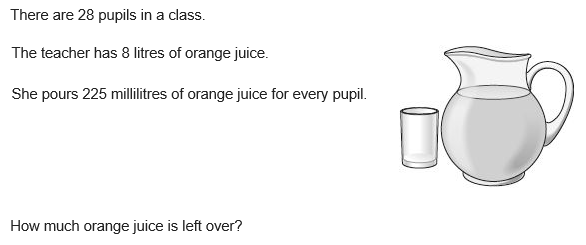 There are 28 pupils in a class.
The teacher has 8 litres of orange juice.
She pours 225 millilitres of orange juice for every pupil.
How much orange juice is left over?